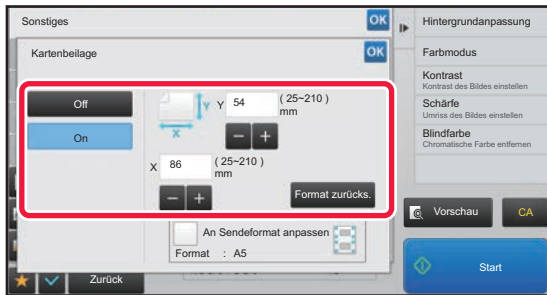 Sonstiges
OK
Kartenbeilage
OK
Off
On
Y
Y
54
( 25~210 )
mm
X
X
86
( 25~210 )
mm
Format zurücks.
An Sendeformat anpassen
Format : A5
Zurück
Hintergrundanpassung
Farbmodus
Kontrast
Kontrast des Bildes einstellen
Schärfe
Umriss des Bildes einstellen
Blindfarbe
Chromatische Farbe entfernen
Vorschau
CA
Start